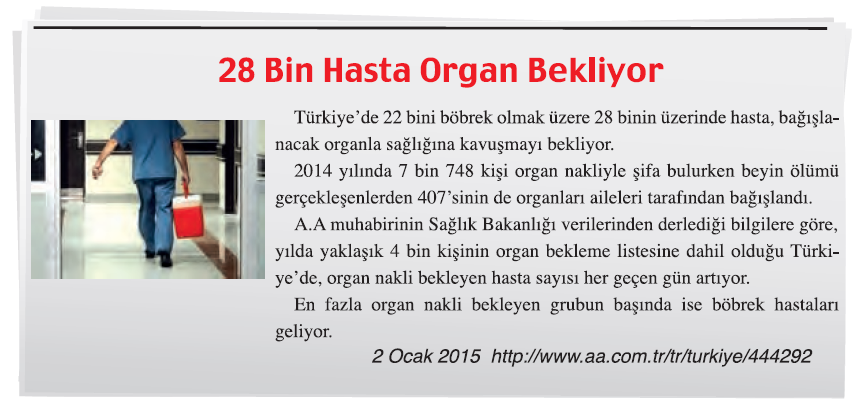 28 Bin Hasta Organ Bekliyor
Türkiye’de 22 bini böbrek olmak üzere 28 binin üzerinde hasta, bağışla-
nacak organla sağlığına kavuşmayı bekliyor.
2014 yılında 7 bin 748 kişi organ nakliyle şifa bulurken beyin ölümü
gerçekleşenlerden 407’sinin de organları aileleri tarafından bağışlandı.
A.A muhabirinin Sağlık Bakanlığı verilerinden derlediği bilgilere göre,
yılda yaklaşık 4 bin kişinin organ bekleme listesine dahil olduğu Türki-
ye’de, organ nakli bekleyen hasta sayısı her geçen gün artıyor.
En fazla organ nakli bekleyen grubun başında ise böbrek hastaları
geliyor.
2 Ocak 2015 http://www.aa.com.tr/tr/turkiye/444292